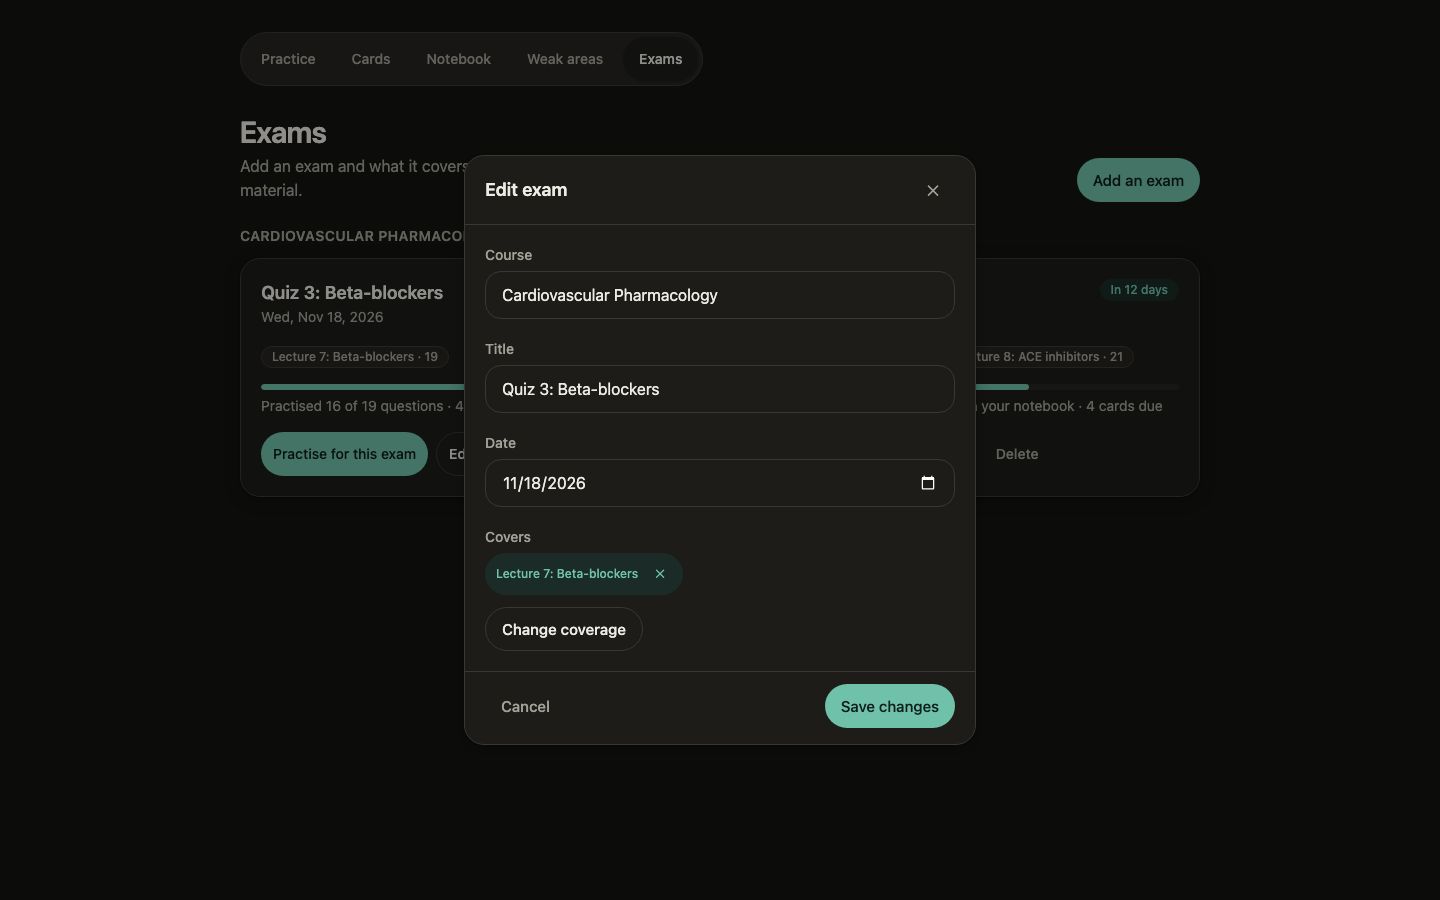 Practice
Cards
Notebook
Weak areas
Exams
Exams
Add an exam and what it covers
material.
Add an exam
CARDIOVASCULAR
Quiz 3: Beta-blockers
Wed, Nov 18, 2026
Lecture 7: Beta-blockers · 19
Practised 16 of 19 questions · 4
Practise for this exam
In 12 days
8: ACE inhibitors · 21
your notebook · 4 cards due
Delete
Edit exam
Course
Cardiovascular Pharmacology
Title
Quiz 3: Beta-blockers
Date
11/18/2026
Covers
Lecture 7: Beta-blockers
Change coverage
Cancel
Save changes